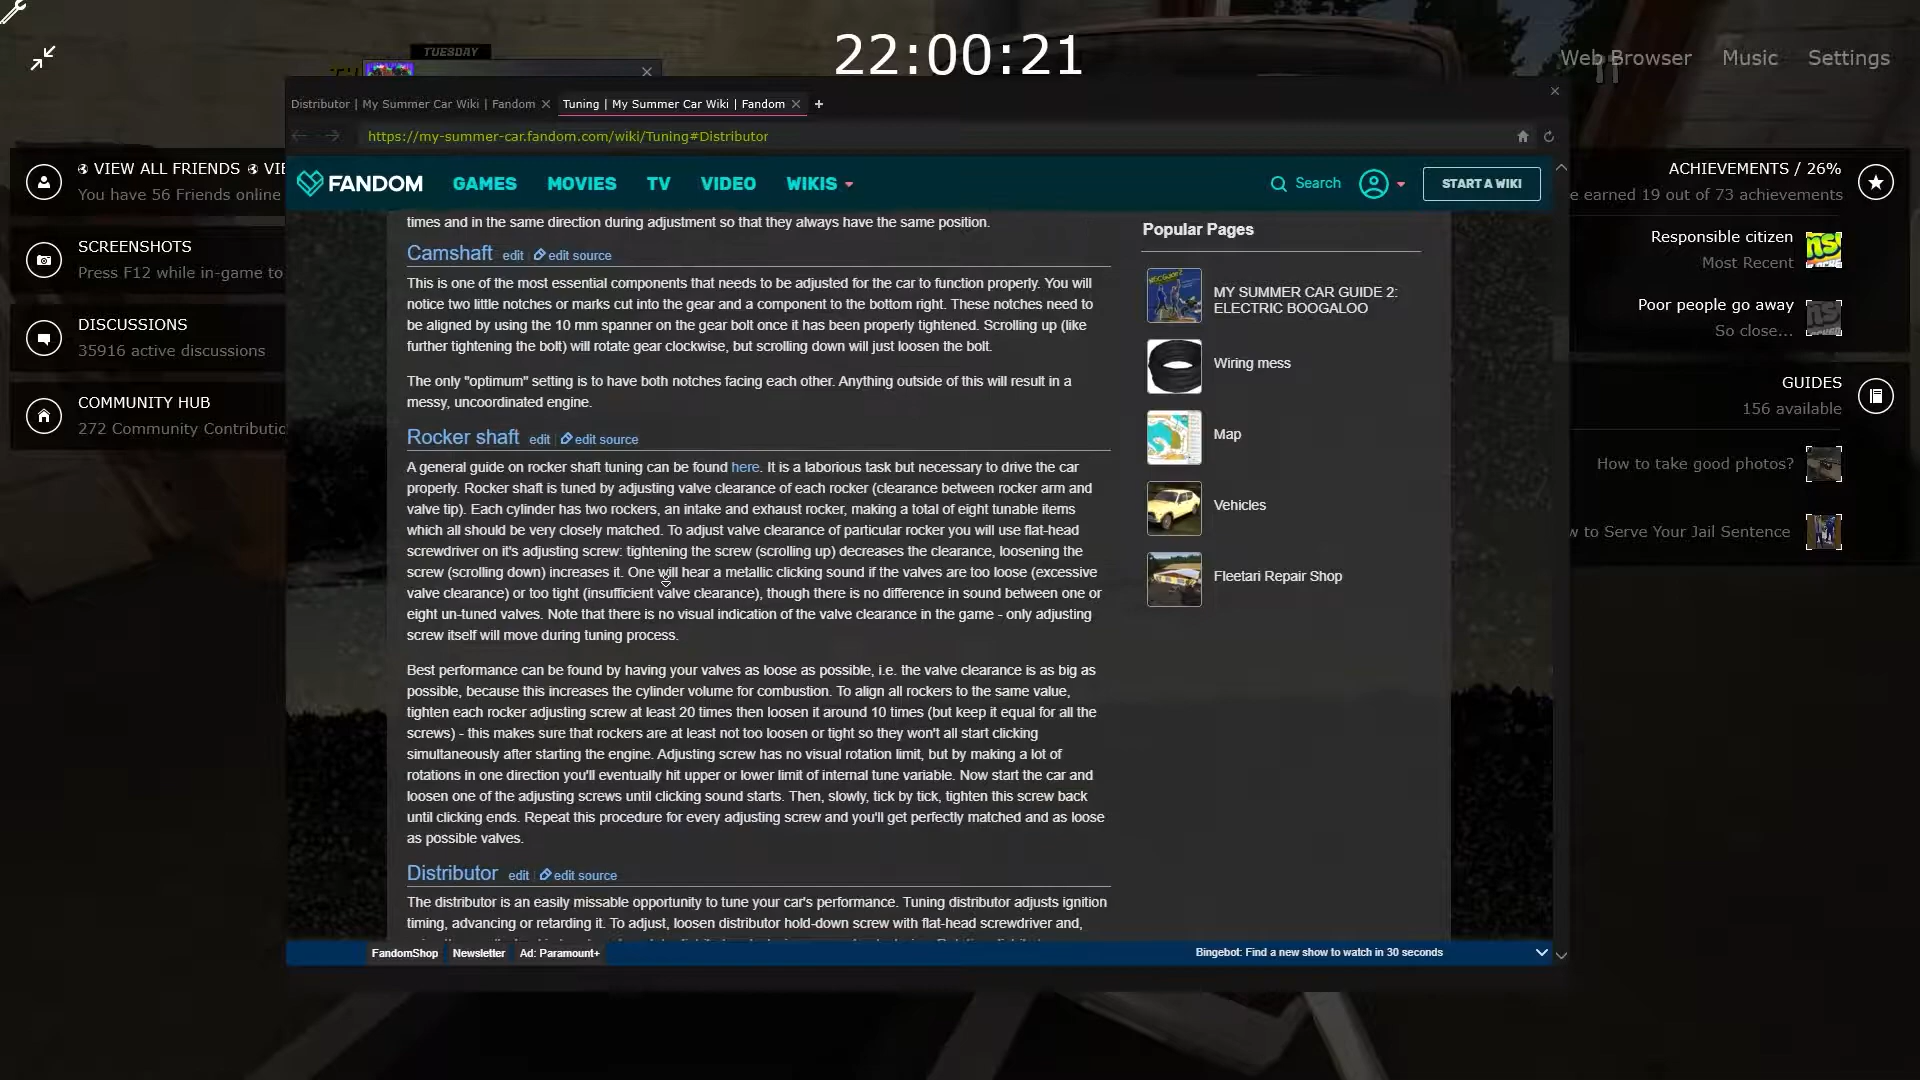 TUESDAY
22:00:21
Web Browser Music Settings
Distributor | My Summer Car Wiki | Fandom
Tuning | My Summer Car Wiki | Fandom
https://my-summer-car.fandom.com/wiki/Tuning#Distributor
FANDOM GAMES MOVIES TV VIDEO WIKIS Search START A WIKI
VIEW ALL FRIENDS
You have 56 Friends online
SCREENSHOTS
Press F12 while in-game to
DISCUSSIONS
35916 active discussions
COMMUNITY HUB
272 Community
times and in the same direction during adjustment so that they always have the same position.
Camshaft edit edit source
This is one of the most essential components that needs to be adjusted for the car to function properly. You will
notice two little notches or marks cut into the gear and a component to the bottom right. These notches need to
be aligned by using the 10 mm spanner on the gear bolt once it has been properly tightened. Scrolling up (like
further tightening the bolt) will rotate gear clockwise, but scrolling down will just loosen the bolt.
The only "optimum" setting is to have both notches facing each other. Anything outside of this will result in a
messy, uncoordinated engine.
Rocker shaft edit edit source
A general guide on rocker shaft tuning can be found here. It is a laborious task but necessary to drive the car
properly. Rocker shaft is tuned by adjusting valve clearance of each rocker (clearance between rocker arm and
valve tip). Each cylinder has two rockers, an intake and exhaust rocker, making a total of eight tunable items
which all should be very closely matched. To adjust valve clearance of particular rocker you will use flat-head
screwdriver on it's adjusting screw: tightening the screw (scrolling up) decreases the clearance, loosening the
screw (scrolling down) increases it. One will hear a metallic clicking sound if the valves are too loose (excessive
valve clearance) or too tight (insufficient valve clearance), though there is no difference in sound between one or
eight un-tuned valves. Note that there is no visual indication of the valve clearance in the game - only adjusting
screw itself will move during tuning process.
Best performance can be found by having your valves as loose as possible, i.e. the valve clearance is as big as
possible, because this increases the cylinder volume for combustion. To align all rockers to the same value,
tighten each rocker adjusting screw at least 20 times then loosen it around 10 times (but keep it equal for all the
screws) - this makes sure that rockers are at least not too loosen or tight so they won't all start clicking
simultaneously after starting the engine. Adjusting screw has no visual rotation limit, but by making a lot of
rotations in one direction you'll eventually hit upper or lower limit of internal tune variable. Now start the car and
loosen one of the adjusting screws until clicking sound starts. Then, slowly, tick by tick, tighten this screw back
until clicking ends. Repeat this procedure for every adjusting screw and you'll get perfectly matched and as loose
as possible valves.
Distributor edit edit source
The distributor is an easily missable opportunity to tune your car's performance. Tuning distributor adjusts ignition
timing, advancing or retarding it. To adjust, loosen distributor hold-down screw with flat-head screwdriver and,
Popular Pages
MY SUMMER CAR GUIDE 2:
ELECTRIC BOOGALOO
Wiring mess
Map
Vehicles
Fleetari Repair Shop
ACHIEVEMENTS / 26%
e earned 19 out of 73 achievements
Responsible citizen
Most Recent
Poor people go away
So close...
GUIDES
156 available
How to take good photos?
w to Serve Your Jail Sentence
FandomShop Newsletter Ad: Paramount+ Bingebot: Find a new show to watch in 30 seconds